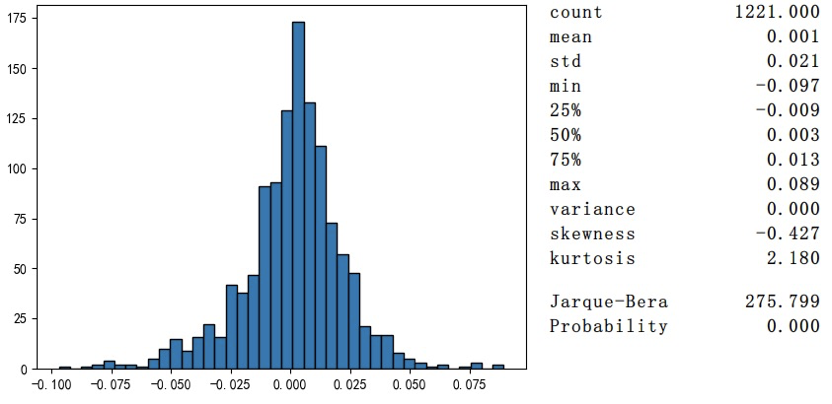 175
150
125
100
75
50
25
0
-0.100 -0.075 -0.050 -0.025 0.000 0.025 0.050 0.075
count 1221.000
mean 0.001
std 0.021
min -0.097
25% -0.009
50% 0.003
75% 0.013
max 0.089
variance 0.000
skewness -0.427
kurtosis 2.180
Jarque-Bera 275.799
Probability 0.000